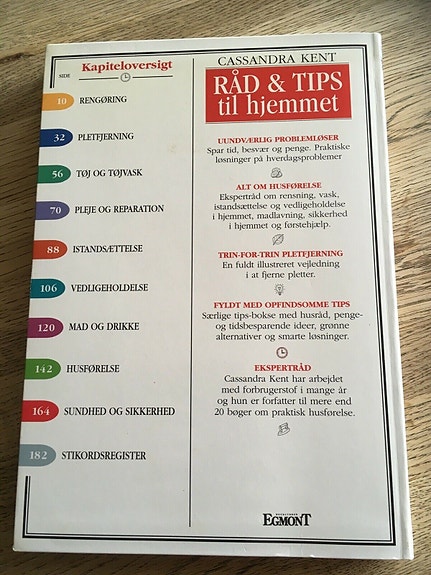 Kapiteloversigt
SIDE
10 RENGØRING
32 PLETFJERNING
56 TØJ OG TØJVASK
70 PLEJE OG REPARATION
88 ISTANDSÆTTELSE
106 VEDLIGEHOLDELSE
120 MAD OG DRIKKE
142 HUSFØRELSE
164 SUNDHED OG SIKKERHED
182 STIKORDSREGISTER
CASSANDRA KENT
RÅD & TIPS
til hjemmet
UUNDVÆRLIG PROBLEMLØSER
Spar tid, besvær og penge. Praktiske
løsninger på hverdagsproblemer
ALT OM HUSFØRELSE
Ekspertråd om rensning, vask,
istandsættelse og vedligeholdelse
i hjemmet, madlavning, sikkerhed
i hjemmet og førstehjælp.
TRIN-FOR-TRIN PLETFJERNING
En fuldt illustreret vejledning
i at fjerne pletter.
FYLDT MED OPFINDSOMME TIPS
Særlige tips-bokse med husråd, penge-
og tidsbesparende ideer, grønne
alternativer og smarte løsninger.
EKSPERTRÅD
Cassandra Kent har arbejdet
med forbrugerstof i mange år
og hun er forfatter til mere end
20 bøger om praktisk husførelse.
EGMONT